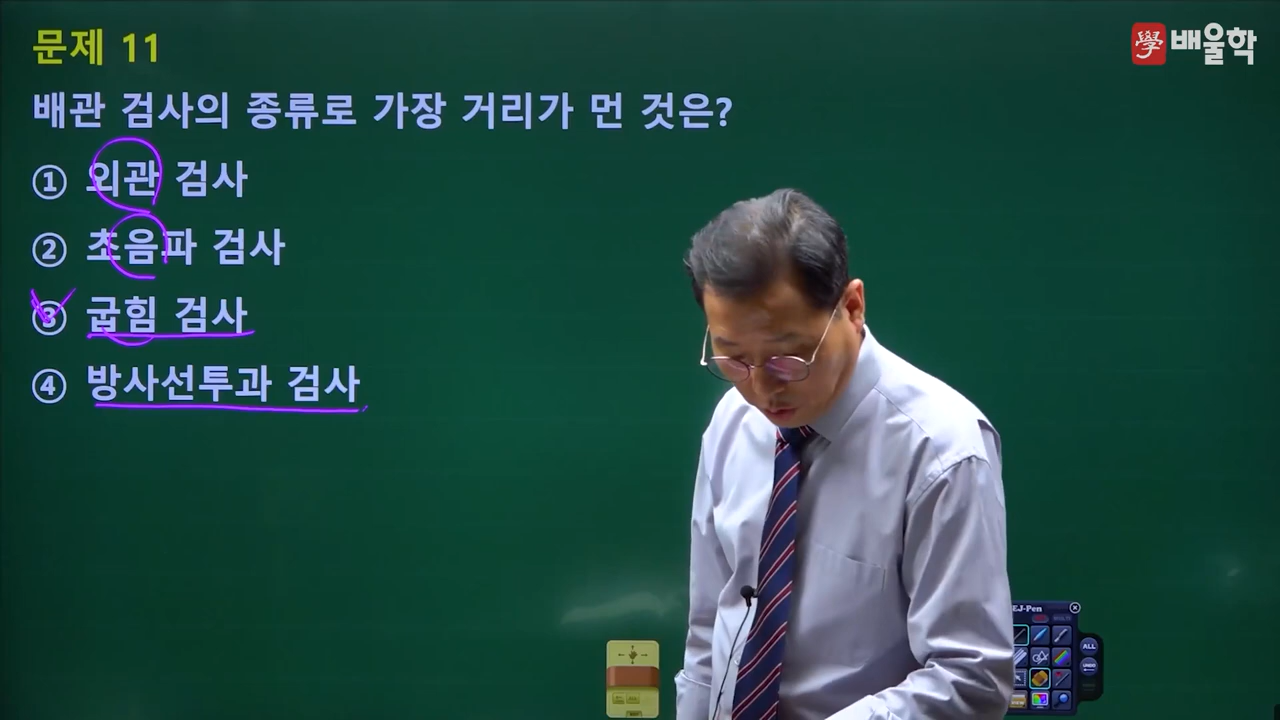 문제 11
學 배울학
배관 검사의 종류로 가장 거리가 먼 것은?
① 외관 검사
② 초음파 검사
③ 굽힘 검사
④ 방사선투과 검사
EJ-Pen
ALL
UNDO